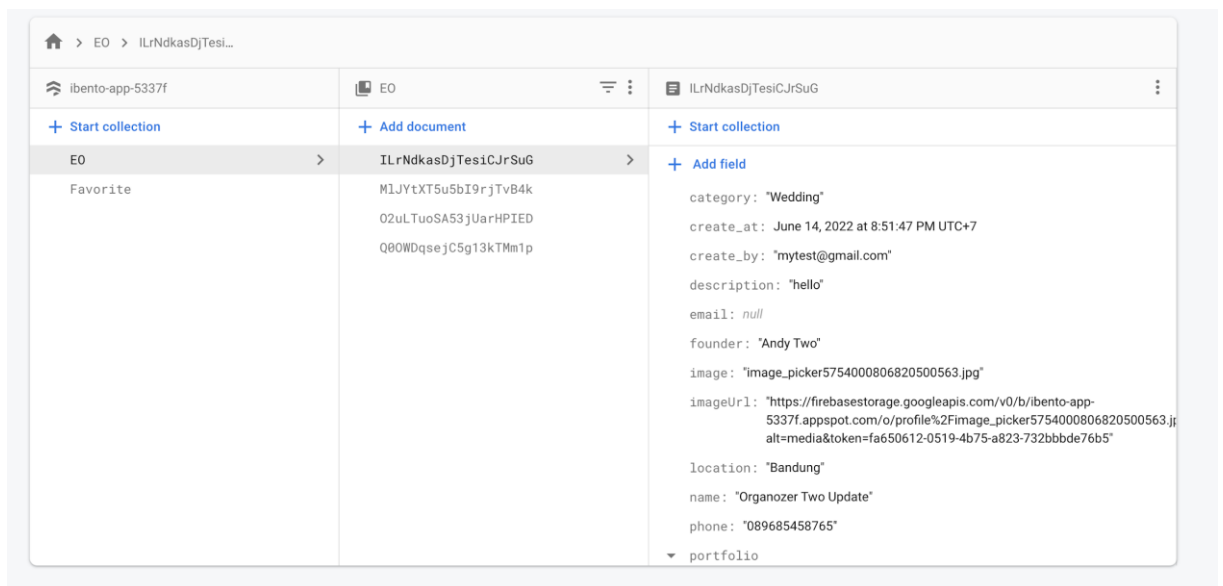 EO > ILrNdkasDjTesi...
ibento-app-5337f
EO
ILrNdkasDjTesiCJrSuG
+ Start collection
+ Add document
+ Start collection
EO
Favorite
ILrNdkasDjTesiCJrSuG
MlJYtXT5u5bI9rjTvB4k
O2uLTuoSA53jUarHPIED
Q0OWDqsejC5g13kTMm1p
+ Add field
category: "Wedding"
create_at: June 14, 2022 at 8:51:47 PM UTC+7
create_by: "mytest@gmail.com"
description: "hello"
email: null
founder: "Andy Two"
image: "image_picker5754000806820500563.jpg"
imageUrl: "https://firebasestorage.googleapis.com/v0/b/ibento-app-
5337f.appspot.com/o/profile%2Fimage_picker5754000806820500563.jp
alt=media&token=fa650612-0519-4b75-a823-732bbbde76b5"
location: "Bandung"
name: "Organozer Two Update"
phone: "089685458765"
portfolio